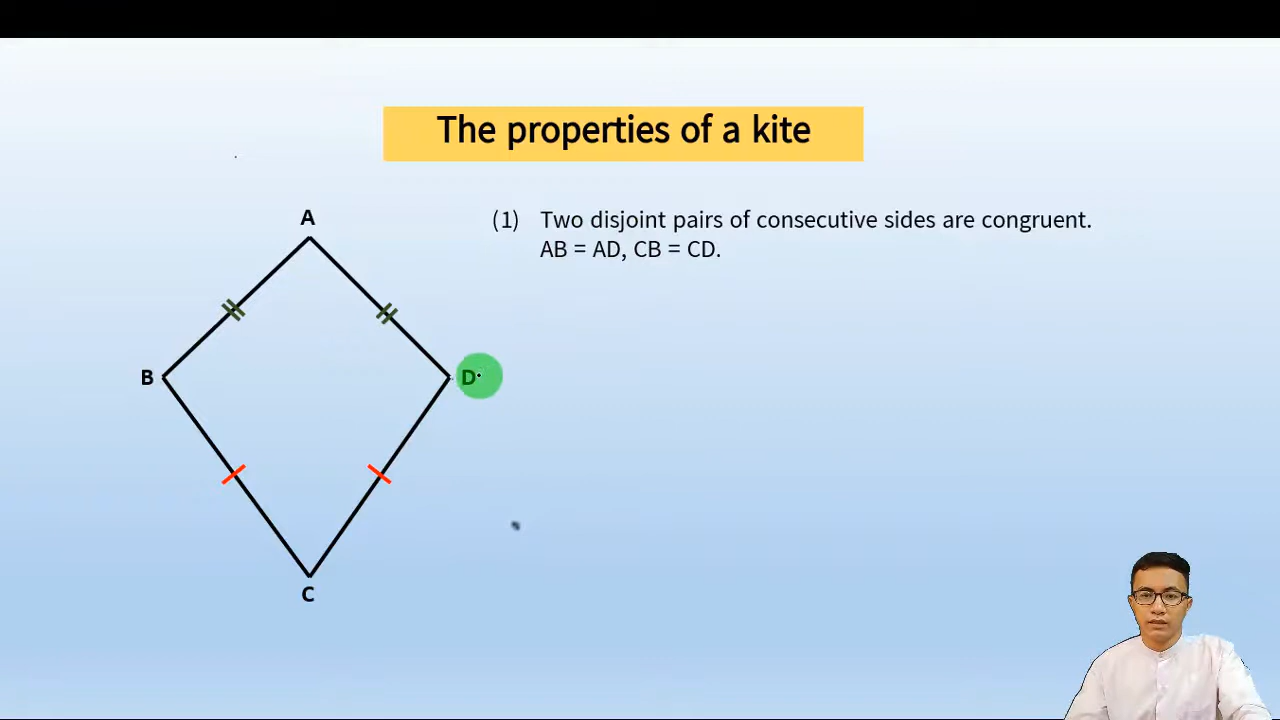 The properties of a kite
A
(1) Two disjoint pairs of consecutive sides are congruent.
AB = AD, CB = CD.
B
D
C